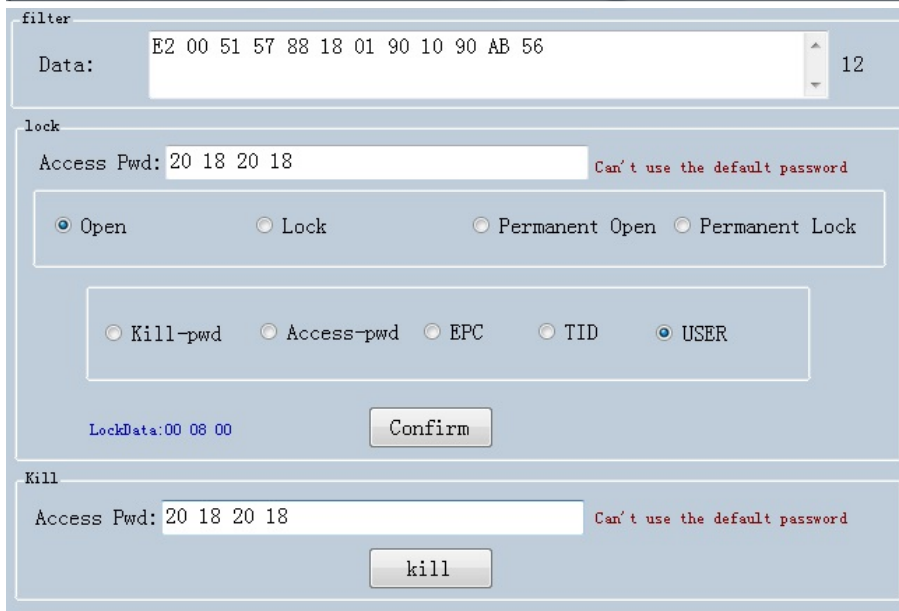 filter
Data: E2 00 51 57 88 18 01 90 10 90 AB 56 12
lock
Access Pwd: 20 18 20 18 Can't use the default password
Open Lock Permanent Open Permanent Lock
Kill-pwd Access-pwd EPC TID USER
LockData:00 08 00 Confirm
Kill
Access Pwd: 20 18 20 18 Can't use the default password
kill